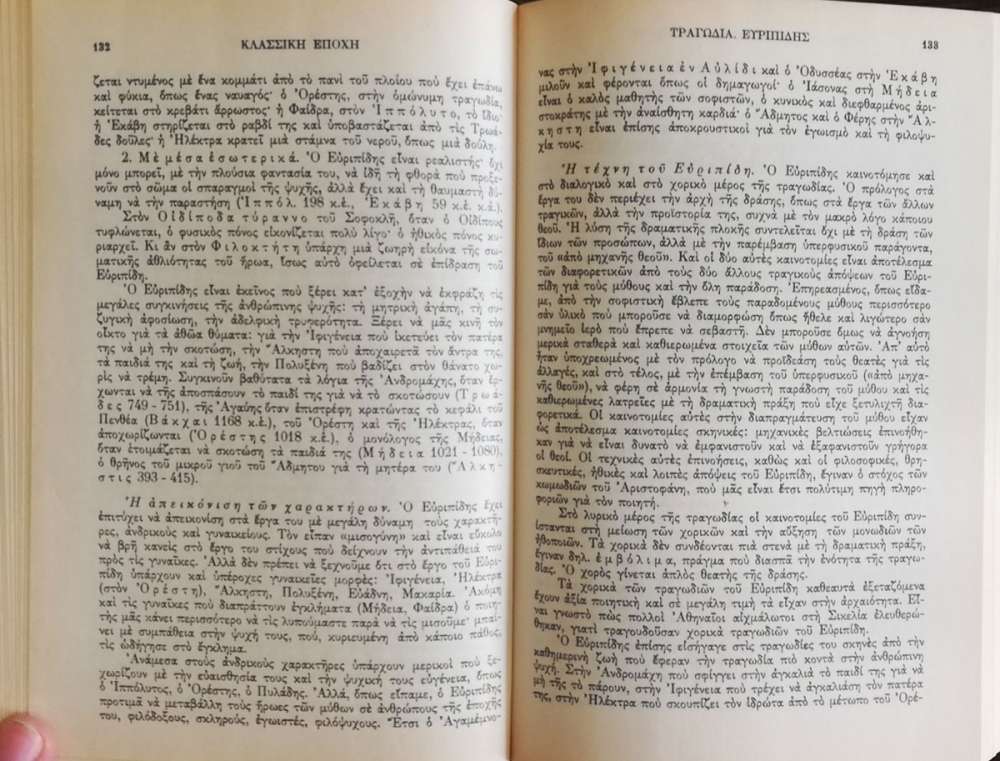 132
ΚΛΑΣΣΙΚΗ ΕΠΟΧΗ
ζεται ντυμένος μὲ ἕνα κομμάτι ἀπὸ τὸ πανὶ τοῦ πλοίου ποὺ ἔχει ἐπάνω
καὶ φύκια, ὅπως ἕνας ναυαγός· ὁ Ὀρέστης, στὴν ὁμώνυμη τραγωδία,
κείτεται στὸ κρεβάτι ἄρρωστος· ἡ Φαίδρα, στὸν Ἱππόλυτο, τὸ ἴδιο·
ἡ Ἑκάβη στηρίζεται στὸ ραβδί της καὶ ὑποβαστάζεται ἀπὸ τὶς Τρωά-
δες δοῦλες· ἡ Ἠλέκτρα κρατεῖ μιὰ στάμνα τοῦ νεροῦ, ὅπως μιὰ δούλη.
2. Μὲ μέσα ἐσωτερικά. Ὁ Εὐριπίδης εἶναι ρεαλιστής· ὄχι
μόνο μπορεῖ, μὲ τὴν πλούσια φαντασία του, νὰ ἰδῆ τὴ φθορὰ ποὺ προξε-
νοῦν στὸ σῶμα οἱ σπαραγμοὶ τῆς ψυχῆς, ἀλλὰ ἔχει καὶ τὴ θαυμαστὴ δύ-
ναμη νὰ τὴν παραστήση (Ἱππόλ. 198 κ.ἑ., Ἑκάβη 59 κ.ἑ. κ.ἄ.).
Στὸν Οἰδίποδα τύραννο τοῦ Σοφοκλῆ, ὅταν ὁ Οἰδίπους
τυφλώνεται, ὁ φυσικὸς πόνος εἰκονίζεται πολὺ λίγο· ὁ ἠθικὸς πόνος κυ-
ριαρχεῖ. Κι ἂν στὸν Φιλοκτήτη ὑπάρχη μιὰ ζωηρὴ εἰκόνα τῆς σω-
ματικῆς ἀθλιότητας τοῦ ἥρωα, ἴσως αὐτὸ ὀφείλεται σὲ ἐπίδραση τοῦ
Εὐριπίδη.
Ὁ Εὐριπίδης εἶναι ἐκεῖνος ποὺ ξέρει κατ' ἐξοχὴν νὰ ἐκφράζη τὶς
μεγάλες συγκινήσεις τῆς ἀνθρώπινης ψυχῆς: τὴ μητρικὴ ἀγάπη, τὴ συ-
ζυγικὴ ἀφοσίωση, τὴν ἀδελφικὴ τρυφερότητα. Ξέρει νὰ μᾶς κινῆ τὸν
οἶκτο γιὰ τὰ ἀθῶα θύματα: γιὰ τὴν Ἰφιγένεια ποὺ ἱκετεύει τὸν πατέρα
της νὰ μὴ τὴν σκοτώση, τὴν Ἄλκηστη ποὺ ἀποχαιρετᾶ τὸν ἄντρα της,
τὰ παιδιά της καὶ τὴ ζωή, τὴν Πολυξένη ποὺ βαδίζει στὸν θάνατο χω-
ρὶς νὰ τρέμη. Συγκινοῦν βαθύτατα τὰ λόγια τῆς Ἀνδρομάχης, ὅταν ἔρ-
χωνται νὰ τῆς ἀποσπάσουν τὸ παιδί της γιὰ νὰ τὸ σκοτώσουν (Τρωά-
δες 749 - 751), τῆς Ἀγαύης ὅταν ἐπιστρέφη κρατώντας τὸ κεφάλι τοῦ
Πενθέα (Βάκχαι 1168 κ.ἑ.), τοῦ Ὀρέστη καὶ τῆς Ἠλέκτρας, ὅταν
ἀποχωρίζωνται (Ὀρέστης 1018 κ.ἑ.), ὁ μονόλογος τῆς Μήδειας,
ὅταν ἑτοιμάζεται νὰ σκοτώση τὰ παιδιά της (Μήδεια 1021 - 1080),
ὁ θρῆνος τοῦ μικροῦ γιοῦ τοῦ Ἄδμητου γιὰ τὴ μητέρα του (Ἄλκη-
στις 393 - 415).
Ἡ ἀπεικόνιση τῶν χαρακτήρων. Ὁ Εὐριπίδης ἔχει
ἐπιτύχει νὰ ἀπεικονίση στὰ ἔργα του μὲ μεγάλη δύναμη τοὺς χαρακτῆ-
ρες, ἀνδρικοὺς καὶ γυναικείους. Τὸν εἶπαν «μισογύνη» καὶ εἶναι εὔκολο
νὰ βρῆ κανεὶς στὸ ἔργο του στίχους ποὺ δείχνουν τὴν ἀντιπάθειά του
πρὸς τὶς γυναῖκες. Ἀλλὰ δὲν πρέπει νὰ ξεχνοῦμε ὅτι στὸ ἔργο τοῦ Εὐρι-
πίδη ὑπάρχουν καὶ ὑπέροχες γυναικεῖες μορφές: Ἰφιγένεια, Ἠλέκτρα
(στὸν Ὀρέστη), Ἄλκηστη, Πολυξένη, Εὐάδνη, Μακαρία. Ἀκόμη
καὶ τὶς γυναῖκες ποὺ διαπράττουν ἐγκλήματα (Μήδεια, Φαίδρα) ὁ ποιη-
τής μᾶς κάνει περισσότερο νὰ τὶς λυπούμαστε παρὰ νὰ τὶς μισοῦμε· μπαί-
νει μὲ συμπάθεια στὴν ψυχή τους, πού, κυριευμένη ἀπὸ κάποιο πάθος,
τὶς ὡδήγησε στὸ ἔγκλημα.
Ἀνάμεσα στοὺς ἀνδρικοὺς χαρακτῆρες ὑπάρχουν μερικοὶ ποὺ ξε-
χωρίζουν μὲ τὴν εὐαισθησία τους καὶ τὴν ψυχική τους εὐγένεια, ὅπως
ὁ Ἱππόλυτος, ὁ Ὀρέστης, ὁ Πυλάδης. Ἀλλά, ὅπως εἴπαμε, ὁ Εὐριπίδης
προτιμᾶ νὰ μεταβάλλη τοὺς ἥρωες τῶν μύθων σὲ ἀνθρώπους τῆς ἐποχῆς
του, φιλόδοξους, σκληρούς, ἐγωιστές, φιλόψυχους. Ἔτσι ὁ Ἀγαμέμνο-
ΤΡΑΓΩΔΙΑ. ΕΥΡΙΠΙΔΗΣ
133
νας στὴν Ἰφιγένεια ἐν Αὐλίδι καὶ ὁ Ὀδυσσέας στὴν Ἑκάβη
μιλοῦν καὶ φέρονται ὅπως οἱ δημαγωγοί· ὁ Ἰάσονας στὴ Μήδεια
εἶναι ὁ καλὸς μαθητὴς τῶν σοφιστῶν, ὁ κυνικὸς καὶ διεφθαρμένος ἀρι-
στοκράτης μὲ τὴν ἀναίσθητη καρδιά· ὁ Ἄδμητος καὶ ὁ Φέρης στὴν Ἄλ-
κηστη εἶναι ἐπίσης ἀποκρουστικοὶ γιὰ τὸν ἐγωισμὸ καὶ τὴ φιλοψυ-
χία τους.
Ἡ τέχνη τοῦ Εὐριπίδη. Ὁ Εὐριπίδης καινοτόμησε καὶ
στὸ διαλογικὸ καὶ στὸ χορικὸ μέρος τῆς τραγωδίας. Ὁ πρόλογος στὰ
ἔργα του δὲν περιέχει τὴν ἀρχὴ τῆς δράσης, ὅπως στὰ ἔργα τῶν ἄλλων
τραγικῶν, ἀλλὰ τὴν προϊστορία της, συχνὰ μὲ τὸν μακρὸ λόγο κάποιου
θεοῦ. Ἡ λύση τῆς δραματικῆς πλοκῆς συντελεῖται ὄχι μὲ τὴ δράση τῶν
ἴδιων τῶν προσώπων, ἀλλὰ μὲ τὴν παρέμβαση ὑπερφυσικοῦ παράγοντα,
τοῦ «ἀπὸ μηχανῆς θεοῦ». Καὶ οἱ δύο αὐτὲς καινοτομίες εἶναι ἀποτέλεσμα
τῶν διαφορετικῶν ἀπὸ τοὺς δύο ἄλλους τραγικοὺς ἀπόψεων τοῦ Εὐρι-
πίδη γιὰ τοὺς μύθους καὶ τὴν ὅλη παράδοση. Ἐπηρεασμένος, ὅπως εἴδα-
με, ἀπὸ τὴν σοφιστικὴ ἔβλεπε τοὺς παραδομένους μύθους περισσότερο
σὰν ὑλικὸ ποὺ μποροῦσε νὰ διαμορφώση ὅπως ἤθελε καὶ λιγώτερο σὰν
μνημεῖο ἱερὸ ποὺ ἔπρεπε νὰ σεβαστῆ. Δὲν μποροῦσε ὅμως νὰ ἀγνοήση
μερικὰ σταθερὰ καὶ καθιερωμένα στοιχεῖα τῶν μύθων αὐτῶν. Ἀπ' αὐτὸ
ἦταν ὑποχρεωμένος μὲ τὸν πρόλογο νὰ προϊδεάση τοὺς θεατὲς γιὰ τὶς
ἀλλαγές, καὶ στὸ τέλος, μὲ τὴν ἐπέμβαση τοῦ ὑπερφυσικοῦ («ἀπὸ μηχα-
νῆς θεοῦ»), νὰ φέρη σὲ ἁρμονία τὴ γνωστὴ παράδοση τοῦ μύθου καὶ τὶς
καθιερωμένες λατρεῖες μὲ τὴ δραματικὴ πράξη ποὺ εἶχε ξετυλιχτῆ δια-
φορετικά. Οἱ καινοτομίες αὐτὲς στὴν διαπραγμάτευση τοῦ μύθου εἶχαν
ὡς ἀποτέλεσμα καινοτομίες σκηνικές: μηχανικὲς βελτιώσεις ἐπινοήθη-
καν γιὰ νὰ εἶναι δυνατὸ νὰ ἐμφανιστοῦν καὶ νὰ ἐξαφανιστοῦν γρήγορα
οἱ θεοί. Οἱ τεχνικὲς αὐτὲς ἐπινοήσεις, καθὼς καὶ οἱ φιλοσοφικές, θρη-
σκευτικές, ἠθικὲς καὶ λοιπὲς ἀπόψεις τοῦ Εὐριπίδη, ἔγιναν ὁ στόχος τῶν
κωμωδιῶν τοῦ Ἀριστοφάνη, ποὺ μᾶς εἶναι ἔτσι πολύτιμη πηγὴ πληρο-
φοριῶν γιὰ τὸν ποιητή.
Στὸ λυρικὸ μέρος τῆς τραγωδίας οἱ καινοτομίες τοῦ Εὐριπίδη συν-
ίστανται στὴ μείωση τῶν χορικῶν καὶ τὴν αὔξηση τῶν μονωδιῶν τῶν
ἠθοποιῶν. Τὰ χορικὰ δὲν συνδέονται πιὰ στενὰ μὲ τὴ δραματικὴ πράξη,
ἔγιναν δηλ. ἐμβόλιμα, πράγμα ποὺ διασπᾶ τὴν ἑνότητα τῆς τραγω-
δίας. Ὁ χορὸς γίνεται ἁπλὸς θεατὴς τῆς δράσης.
Τὰ χορικὰ τῶν τραγωδιῶν τοῦ Εὐριπίδη καθεαυτὰ ἐξεταζόμενα
ἔχουν ἀξία ποιητικὴ καὶ σὲ μεγάλη τιμὴ τὰ εἶχαν στὴν ἀρχαιότητα. Εἶ-
ναι γνωστὸ πὼς πολλοὶ Ἀθηναῖοι αἰχμάλωτοι στὴ Σικελία ἐλευθερώ-
θηκαν, γιατὶ τραγουδοῦσαν χορικὰ τραγωδιῶν τοῦ Εὐριπίδη.
Ὁ Εὐριπίδης ἐπίσης εἰσήγαγε στὶς τραγωδίες του σκηνὲς ἀπὸ τὴν
καθημερινὴ ζωὴ ποὺ ἔφεραν τὴν τραγωδία πιὸ κοντὰ στὴν ἀνθρώπινη
ψυχή. Στὴν Ἀνδρομάχη ποὺ σφίγγει στὴν ἀγκαλιὰ τὸ παιδί της γιὰ νὰ
μὴ τῆς τὸ πάρουν, στὴν Ἰφιγένεια ποὺ τρέχει νὰ ἀγκαλιάση τὸν πατέρα
της, στὴν Ἠλέκτρα ποὺ σκουπίζει τὸν ἱδρώτα ἀπὸ τὸ μέτωπο τοῦ Ὀρέ-